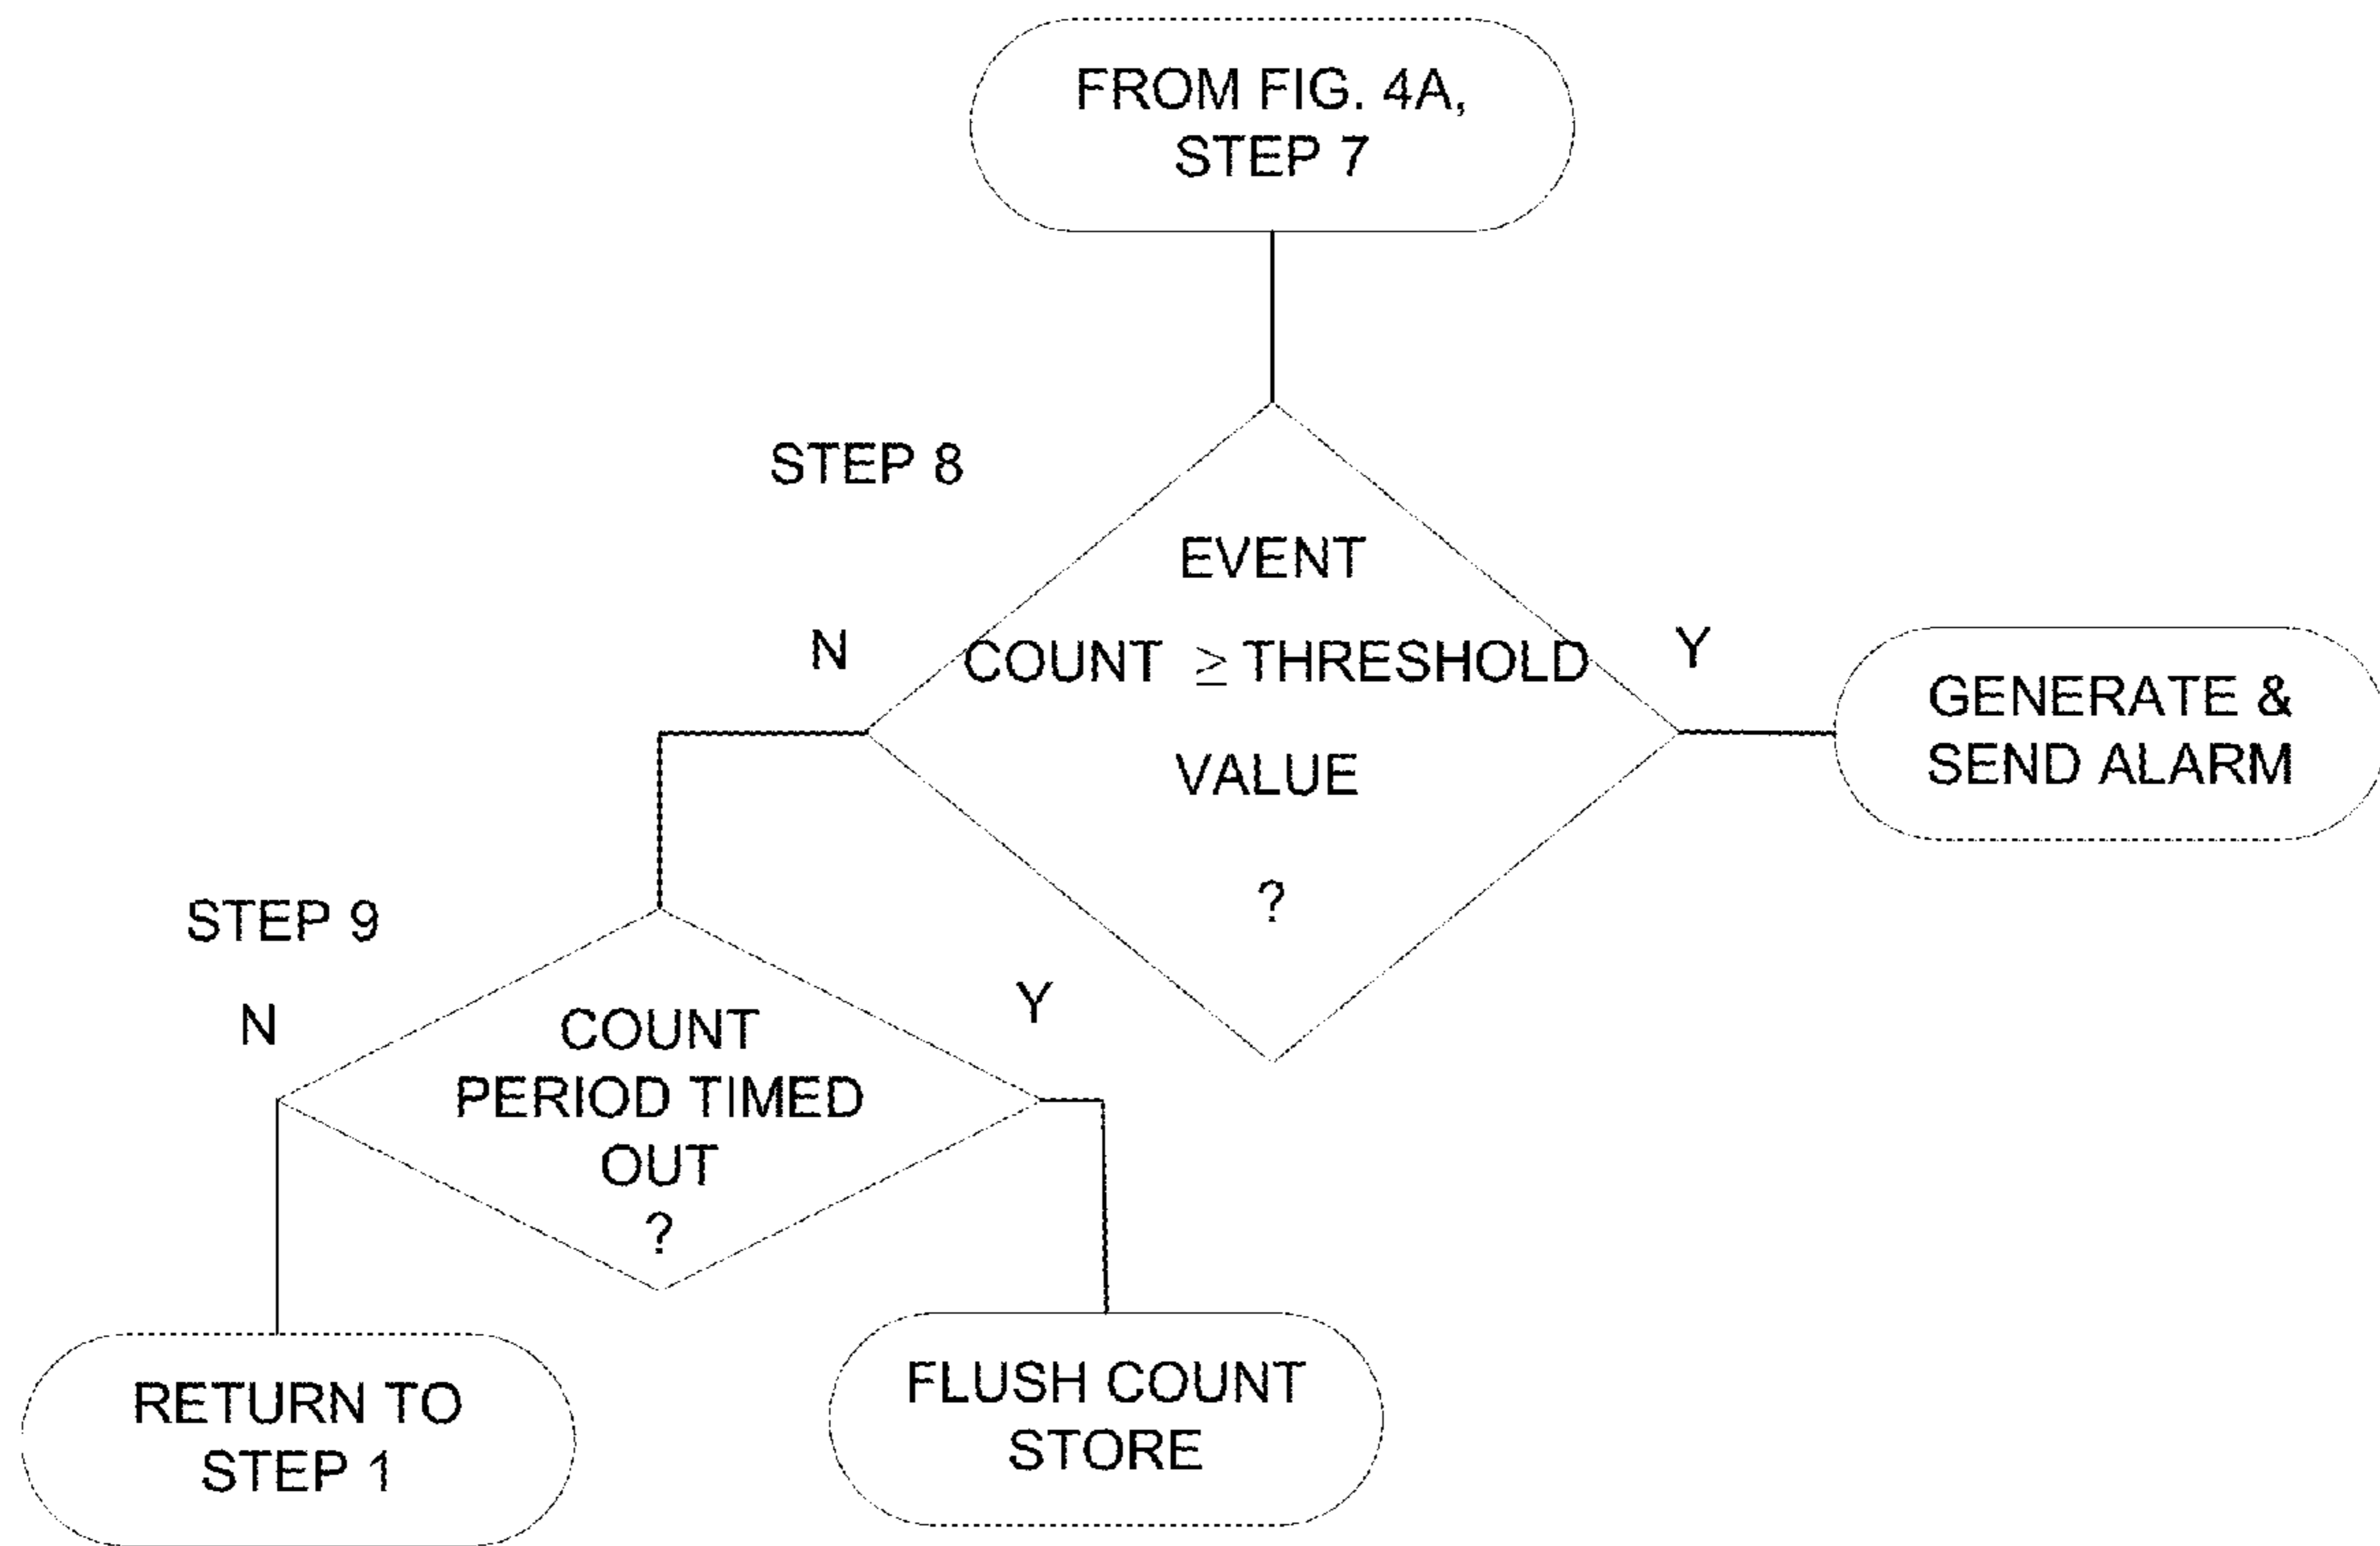 FROM FIG. 4A,
STEP 7
STEP 8
EVENT
N
COUNT ≥ THRESHOLD
Y
VALUE
?
GENERATE &
SEND ALARM
STEP 9
N
COUNT
PERIOD TIMED
OUT
?
Y
RETURN TO
STEP 1
FLUSH COUNT
STORE